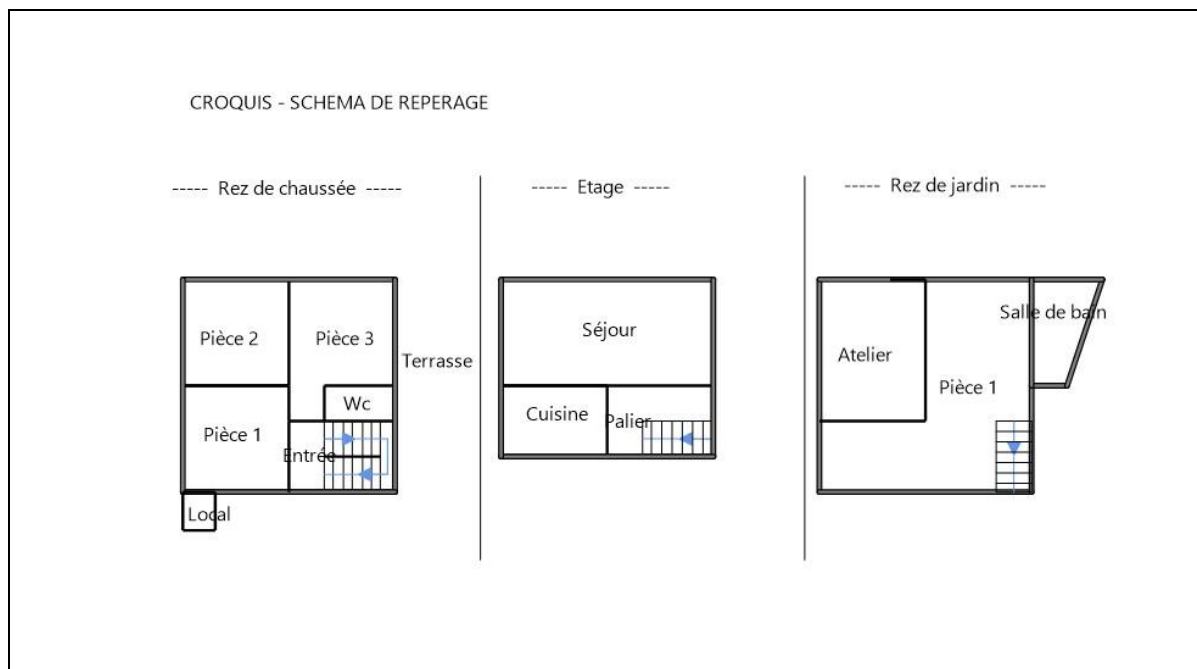 CROQUIS - SCHEMA DE REPERAGE
----- Rez de chaussée -----
Pièce 2
Pièce 3
Terrasse
Wc
Pièce 1
Entrée
Local
----- Etage -----
Séjour
Cuisine
Palier
----- Rez de jardin -----
Salle de bain
Atelier
Pièce 1